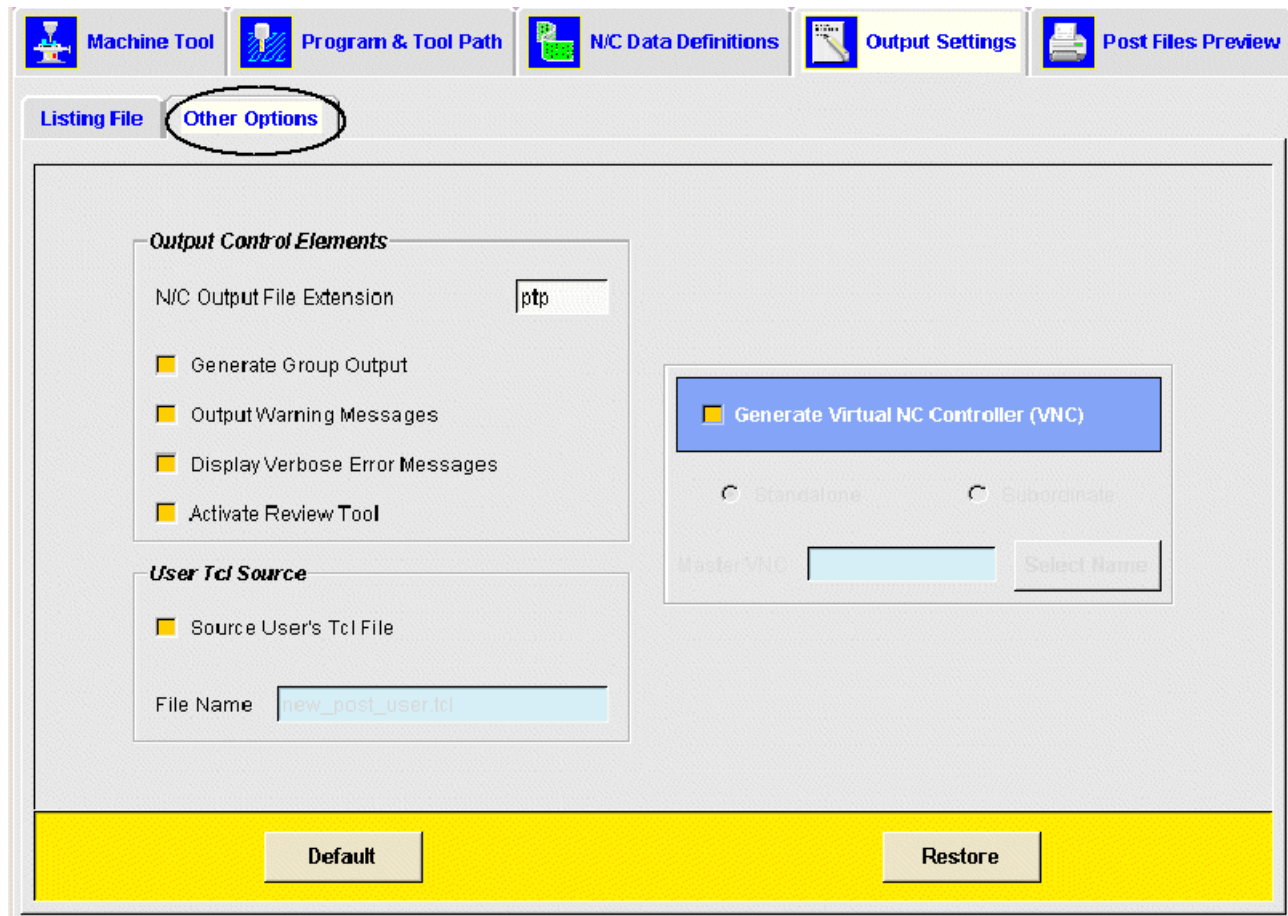 Machine Tool
Program & Tool Path
N/C Data Definitions
Output Settings
Post Files Preview
Listing File
Other Options
Output Control Elements
N/C Output File Extension ptp
Generate Group Output
Output Warning Messages
Display Verbose Error Messages
Activate Review Tool
User Tcl Source
Source User's Tcl File
File Name new_post_user.tcl
Generate Virtual NC Controller (VNC)
Standalone
Subordinate
Master VNC
Select Name
Default
Restore